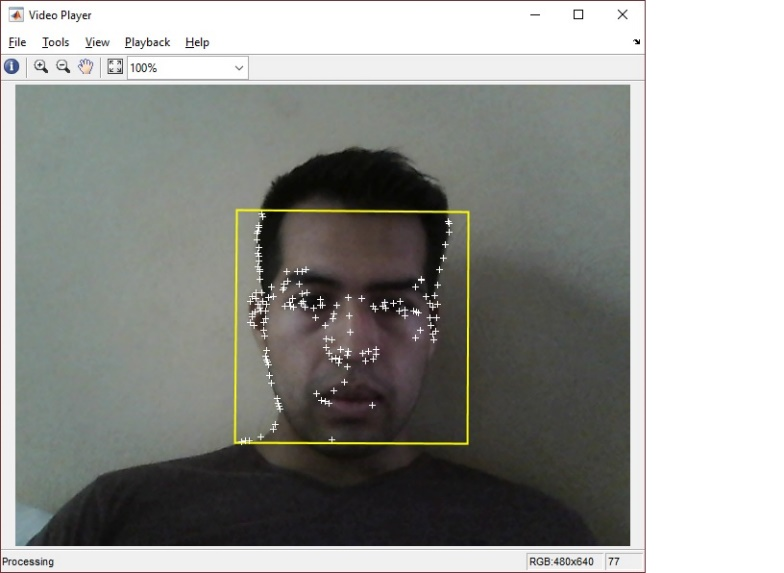 Video Player
File Tools View Playback Help
100%
Processing RGB:480x640 77